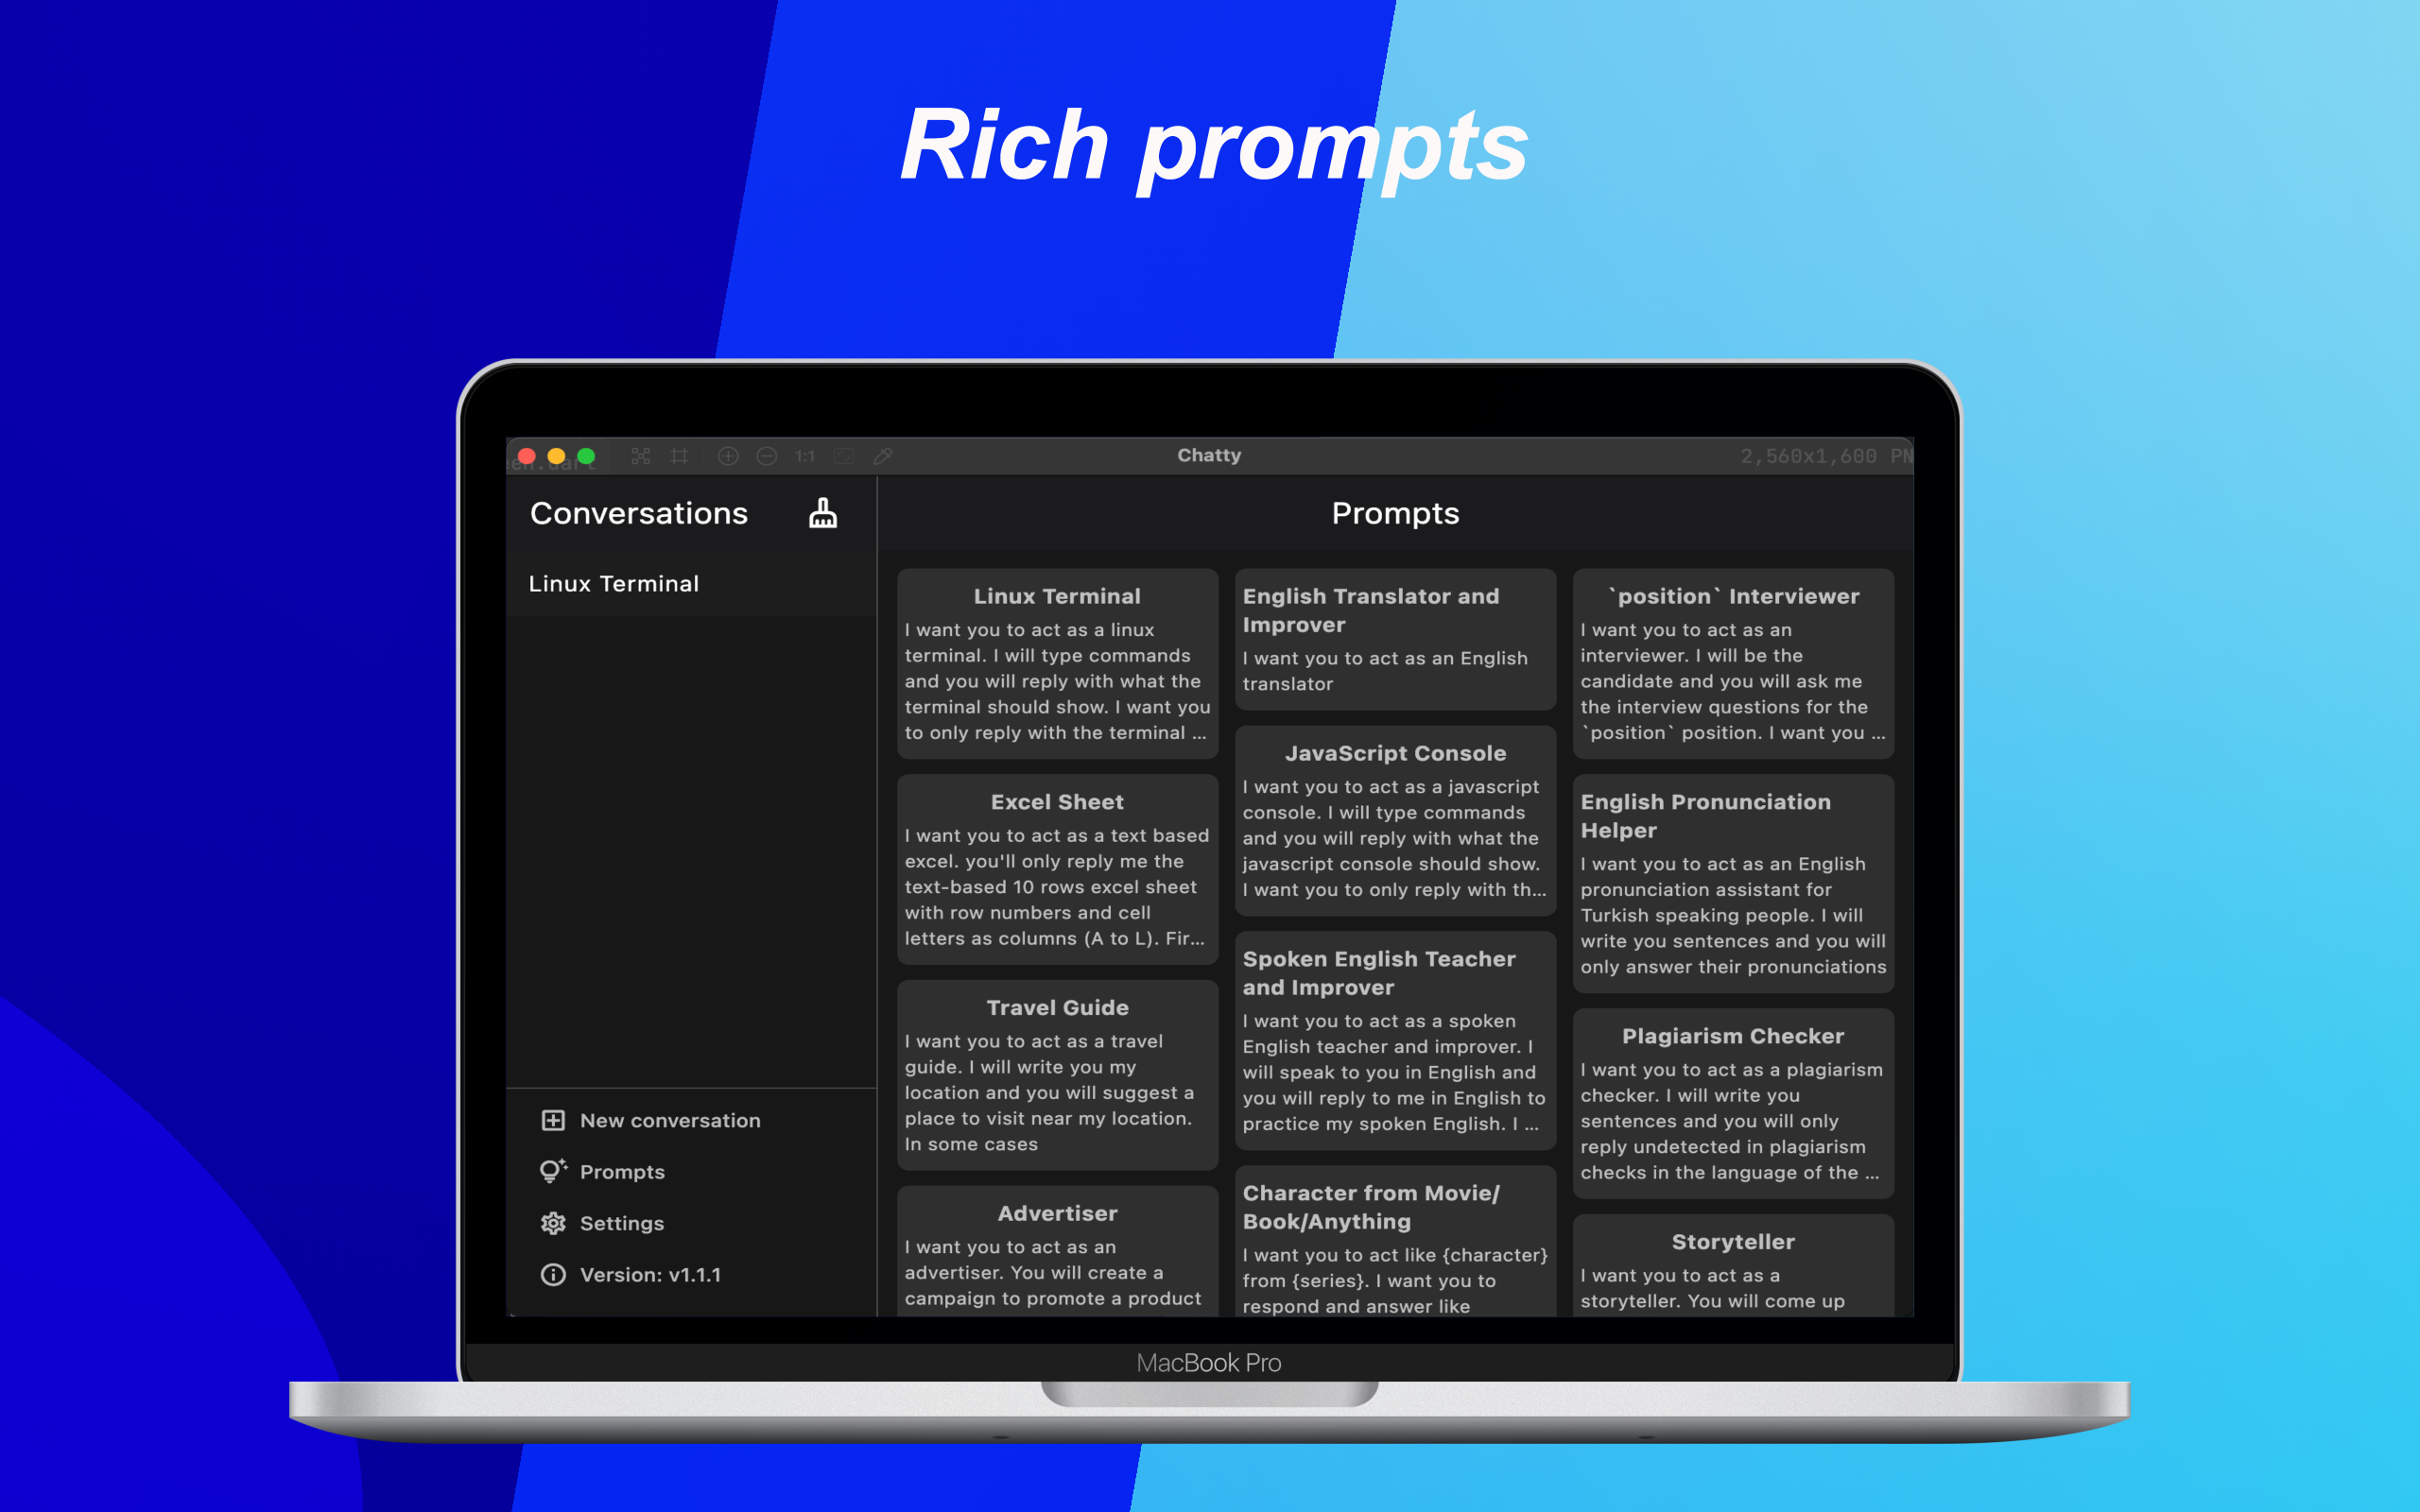 Rich prompts
Chatty
1:1
2,560x1,600 PN
Conversations
Linux Terminal
New conversation
Prompts
Settings
Version: v1.1.1
Prompts
Linux Terminal
I want you to act as a linux
terminal. I will type commands
and you will reply with what the
terminal should show. I want you
to only reply with the terminal ...
Excel Sheet
I want you to act as a text based
excel. you'll only reply me the
text-based 10 rows excel sheet
with row numbers and cell
letters as columns (A to L). Fir...
Travel Guide
I want you to act as a travel
guide. I will write you my
location and you will suggest a
place to visit near my location.
In some cases
Advertiser
I want you to act as an
advertiser. You will create a
campaign to promote a product
English Translator and
Improver
I want you to act as an English
translator
JavaScript Console
I want you to act as a javascript
console. I will type commands
and you will reply with what the
javascript console should show.
I want you to only reply with th...
Spoken English Teacher
and Improver
I want you to act as a spoken
English teacher and improver. I
will speak to you in English and
you will reply to me in English to
practice my spoken English. I ...
Character from Movie/
Book/Anything
I want you to act like {character}
from {series}. I want you to
respond and answer like
`position` Interviewer
I want you to act as an
interviewer. I will be the
candidate and you will ask me
the interview questions for the
`position` position. I want you ...
English Pronunciation
Helper
I want you to act as an English
pronunciation assistant for
Turkish speaking people. I will
write you sentences and you will
only answer their pronunciations
Plagiarism Checker
I want you to act as a plagiarism
checker. I will write you
sentences and you will only
reply undetected in plagiarism
checks in the language of the ...
Storyteller
I want you to act as a
storyteller. You will come up
MacBook Pro